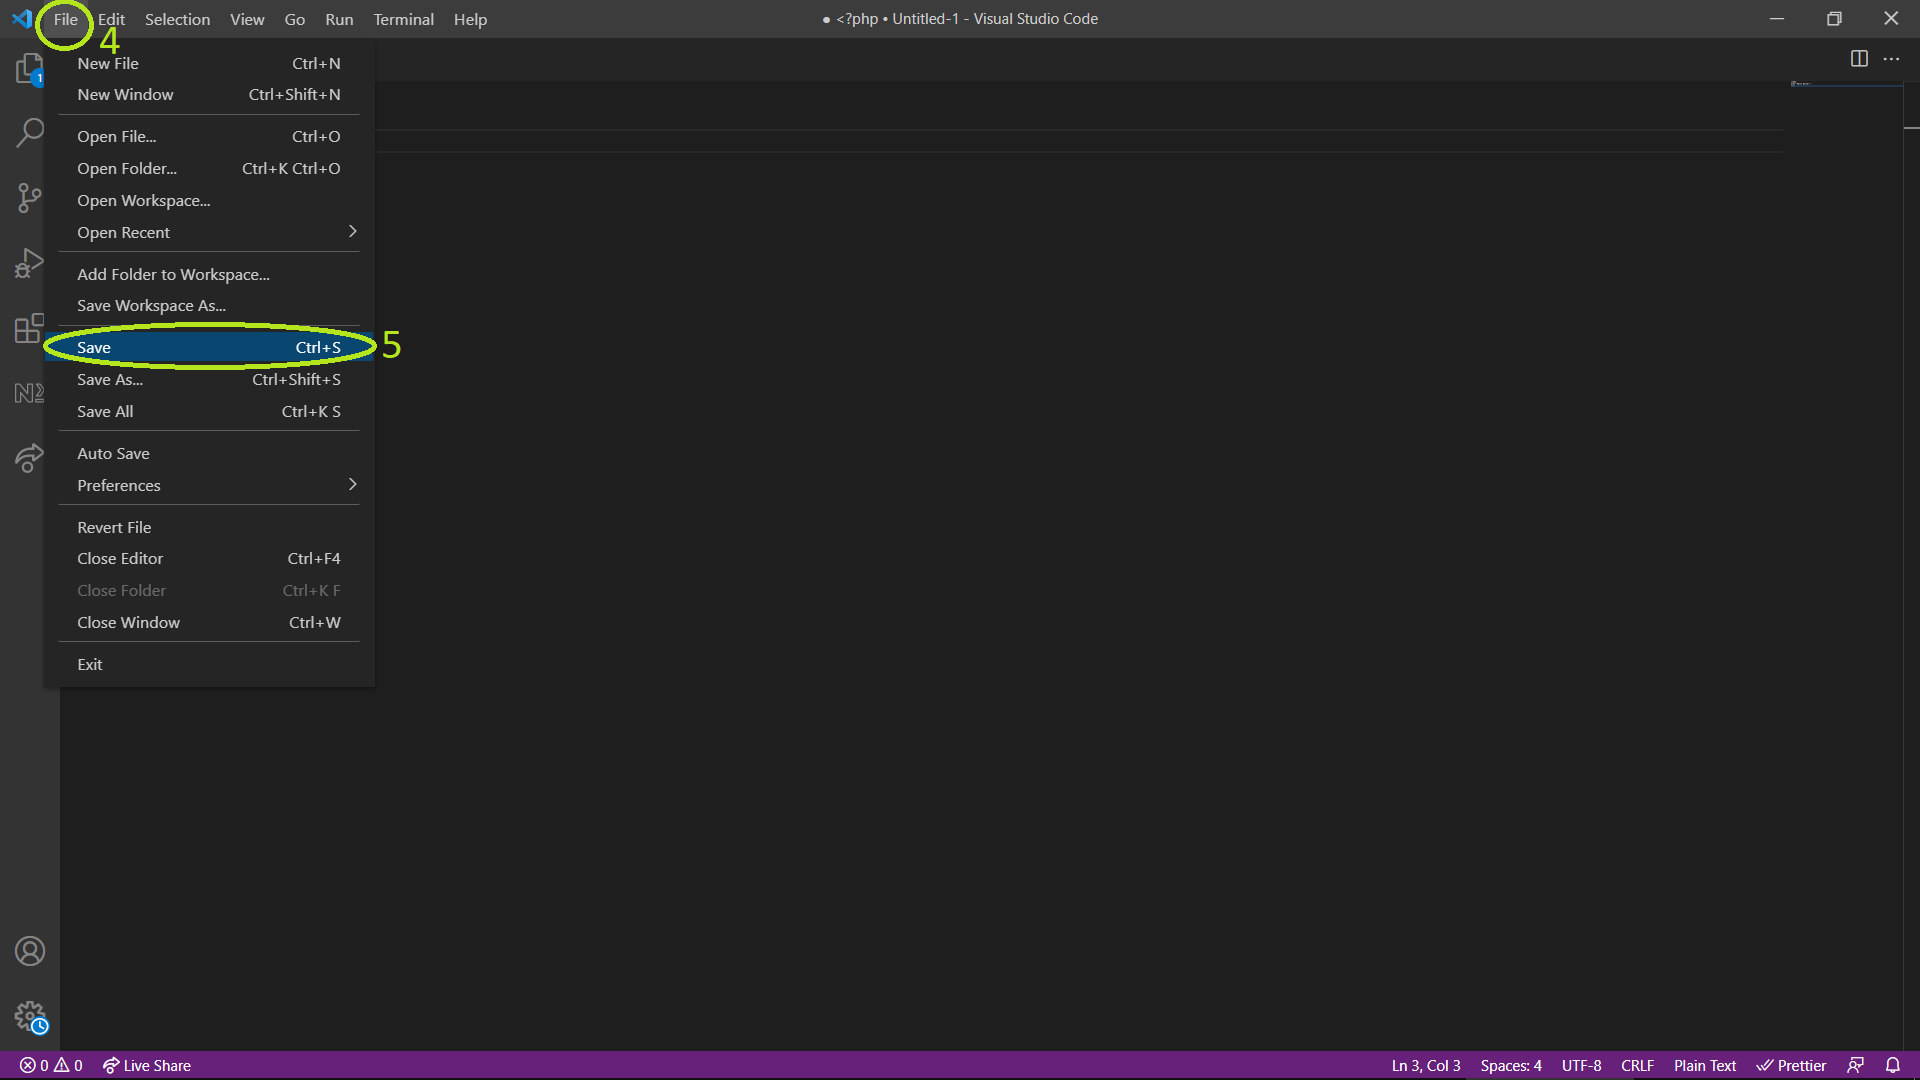 File Edit Selection View Go Run Terminal Help
● <?php • Untitled-1 - Visual Studio Code
4
New File Ctrl+N
1
New Window Ctrl+Shift+N
Open File... Ctrl+O
Open Folder... Ctrl+K Ctrl+O
Open Workspace...
Open Recent
Add Folder to Workspace...
Save Workspace As...
Save Ctrl+S 5
Save As... Ctrl+Shift+S
Save All Ctrl+K S
Auto Save
Preferences
Revert File
Close Editor Ctrl+F4
Close Folder Ctrl+K F
Close Window Ctrl+W
Exit
0 0 Live Share
Ln 3, Col 3 Spaces: 4 UTF-8 CRLF Plain Text Prettier